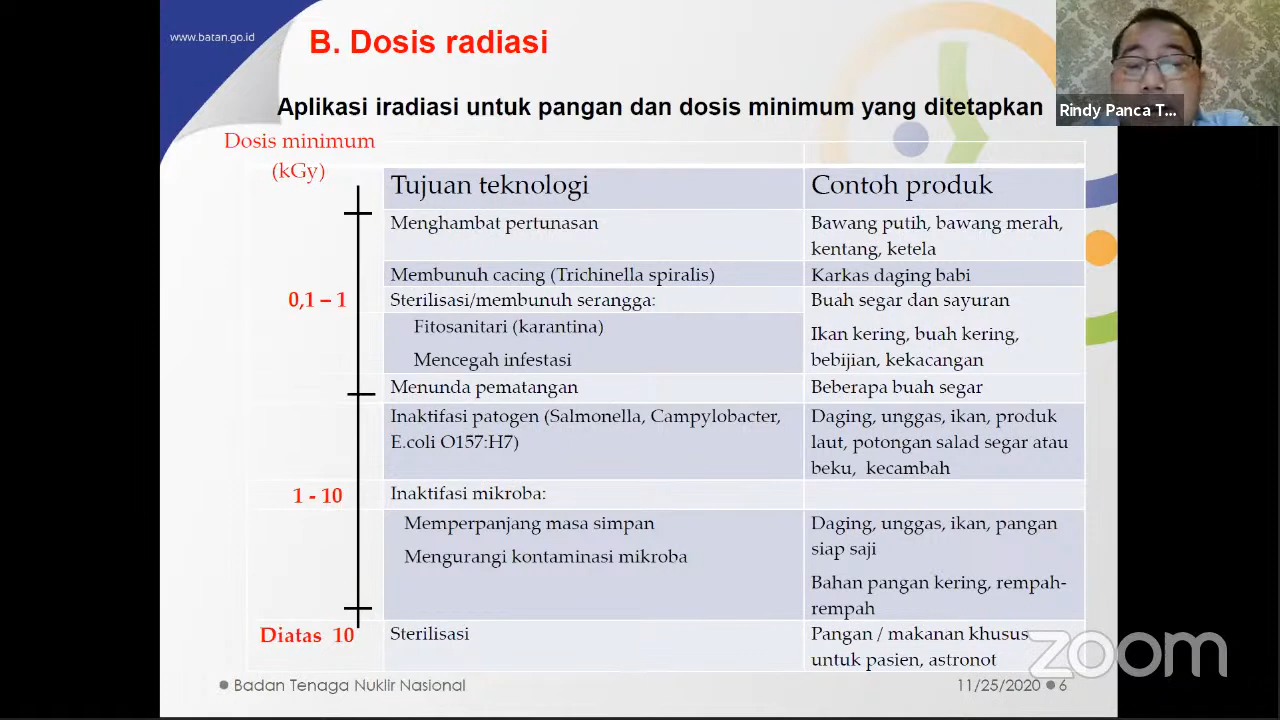 www.batan.go.id
B. Dosis radiasi
Aplikasi iradiasi untuk pangan dan dosis minimum yang ditetapkan
Rindy Panca T...
Dosis minimum
(kGy)
Tujuan teknologi
Contoh produk
Menghambat pertunasan
Bawang putih, bawang merah,
kentang, ketela
Membunuh cacing (Trichinella spiralis)
Karkas daging babi
0,1 – 1
Sterilisasi/membunuh serangga:
Buah segar dan sayuran
Fitosanitari (karantina)
Mencegah infestasi
Ikan kering, buah kering,
bebijian, kekacangan
Menunda pematangan
Beberapa buah segar
Inaktifasi patogen (Salmonella, Campylobacter,
E.coli O157:H7)
Daging, unggas, ikan, produk
laut, potongan salad segar atau
beku, kecambah
1 - 10
Inaktifasi mikroba:
Memperpanjang masa simpan
Mengurangi kontaminasi mikroba
Daging, unggas, ikan, pangan
siap saji
Bahan pangan kering, rempah-
rempah
Diatas 10
Sterilisasi
Pangan / makanan khusus
untuk pasien, astronot
zoom
Badan Tenaga Nuklir Nasional
11/25/2020
6